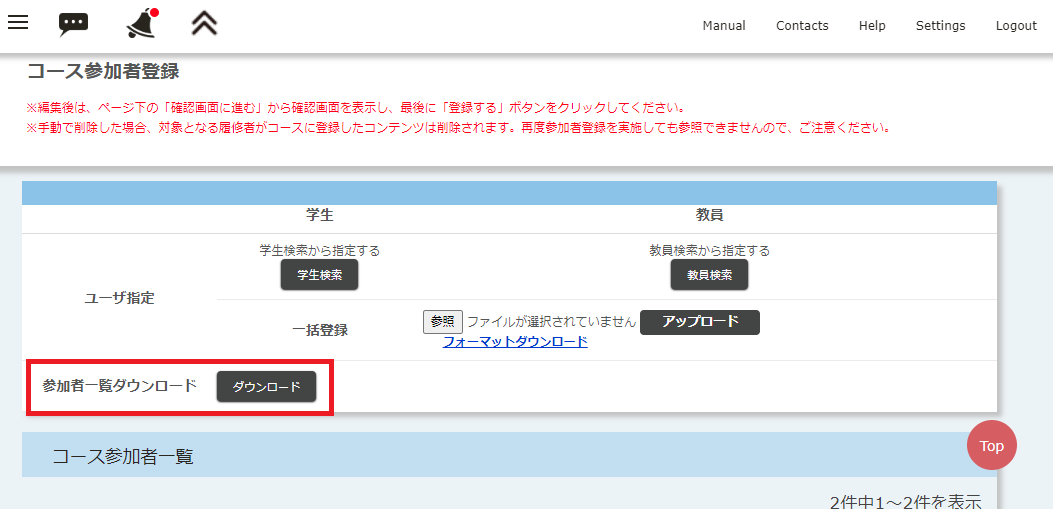 Manual Contacts Help Settings Logout
コース参加者登録
※編集後は、ページ下の「確認画面に進む」から確認画面を表示し、最後に「登録する」ボタンをクリックしてください。
※手動で削除した場合、対象となる履修者がコースに登録したコンテンツは削除されます。再度参加者登録を実施しても参照できませんので、ご注意ください。
学生 教員
学生検索から指定する 教員検索から指定する
学生検索 教員検索
ユーザ指定
一括登録 参照 ファイルが選択されていません アップロード
フォーマットダウンロード
参加者一覧ダウンロード ダウンロード
Top
コース参加者一覧
2件中1～2件を表示